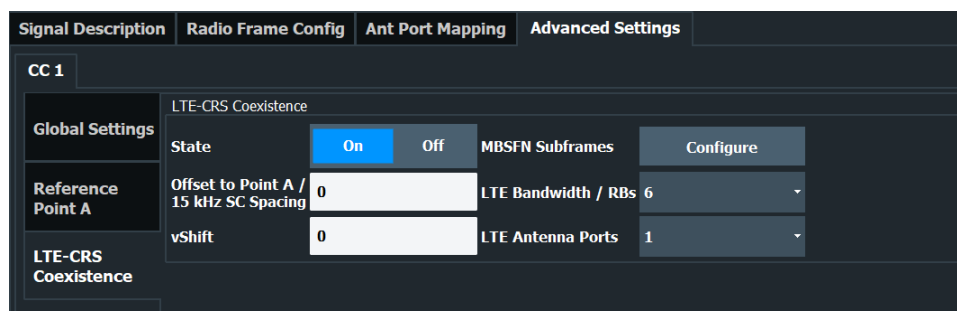 Signal Description Radio Frame Config Ant Port Mapping Advanced Settings
CC 1
Global Settings
Reference
Point A
LTE-CRS
Coexistence
LTE-CRS Coexistence
State On Off MBSFN Subframes Configure
Offset to Point A /
15 kHz SC Spacing 0 LTE Bandwidth / RBs 6
vShift 0 LTE Antenna Ports 1